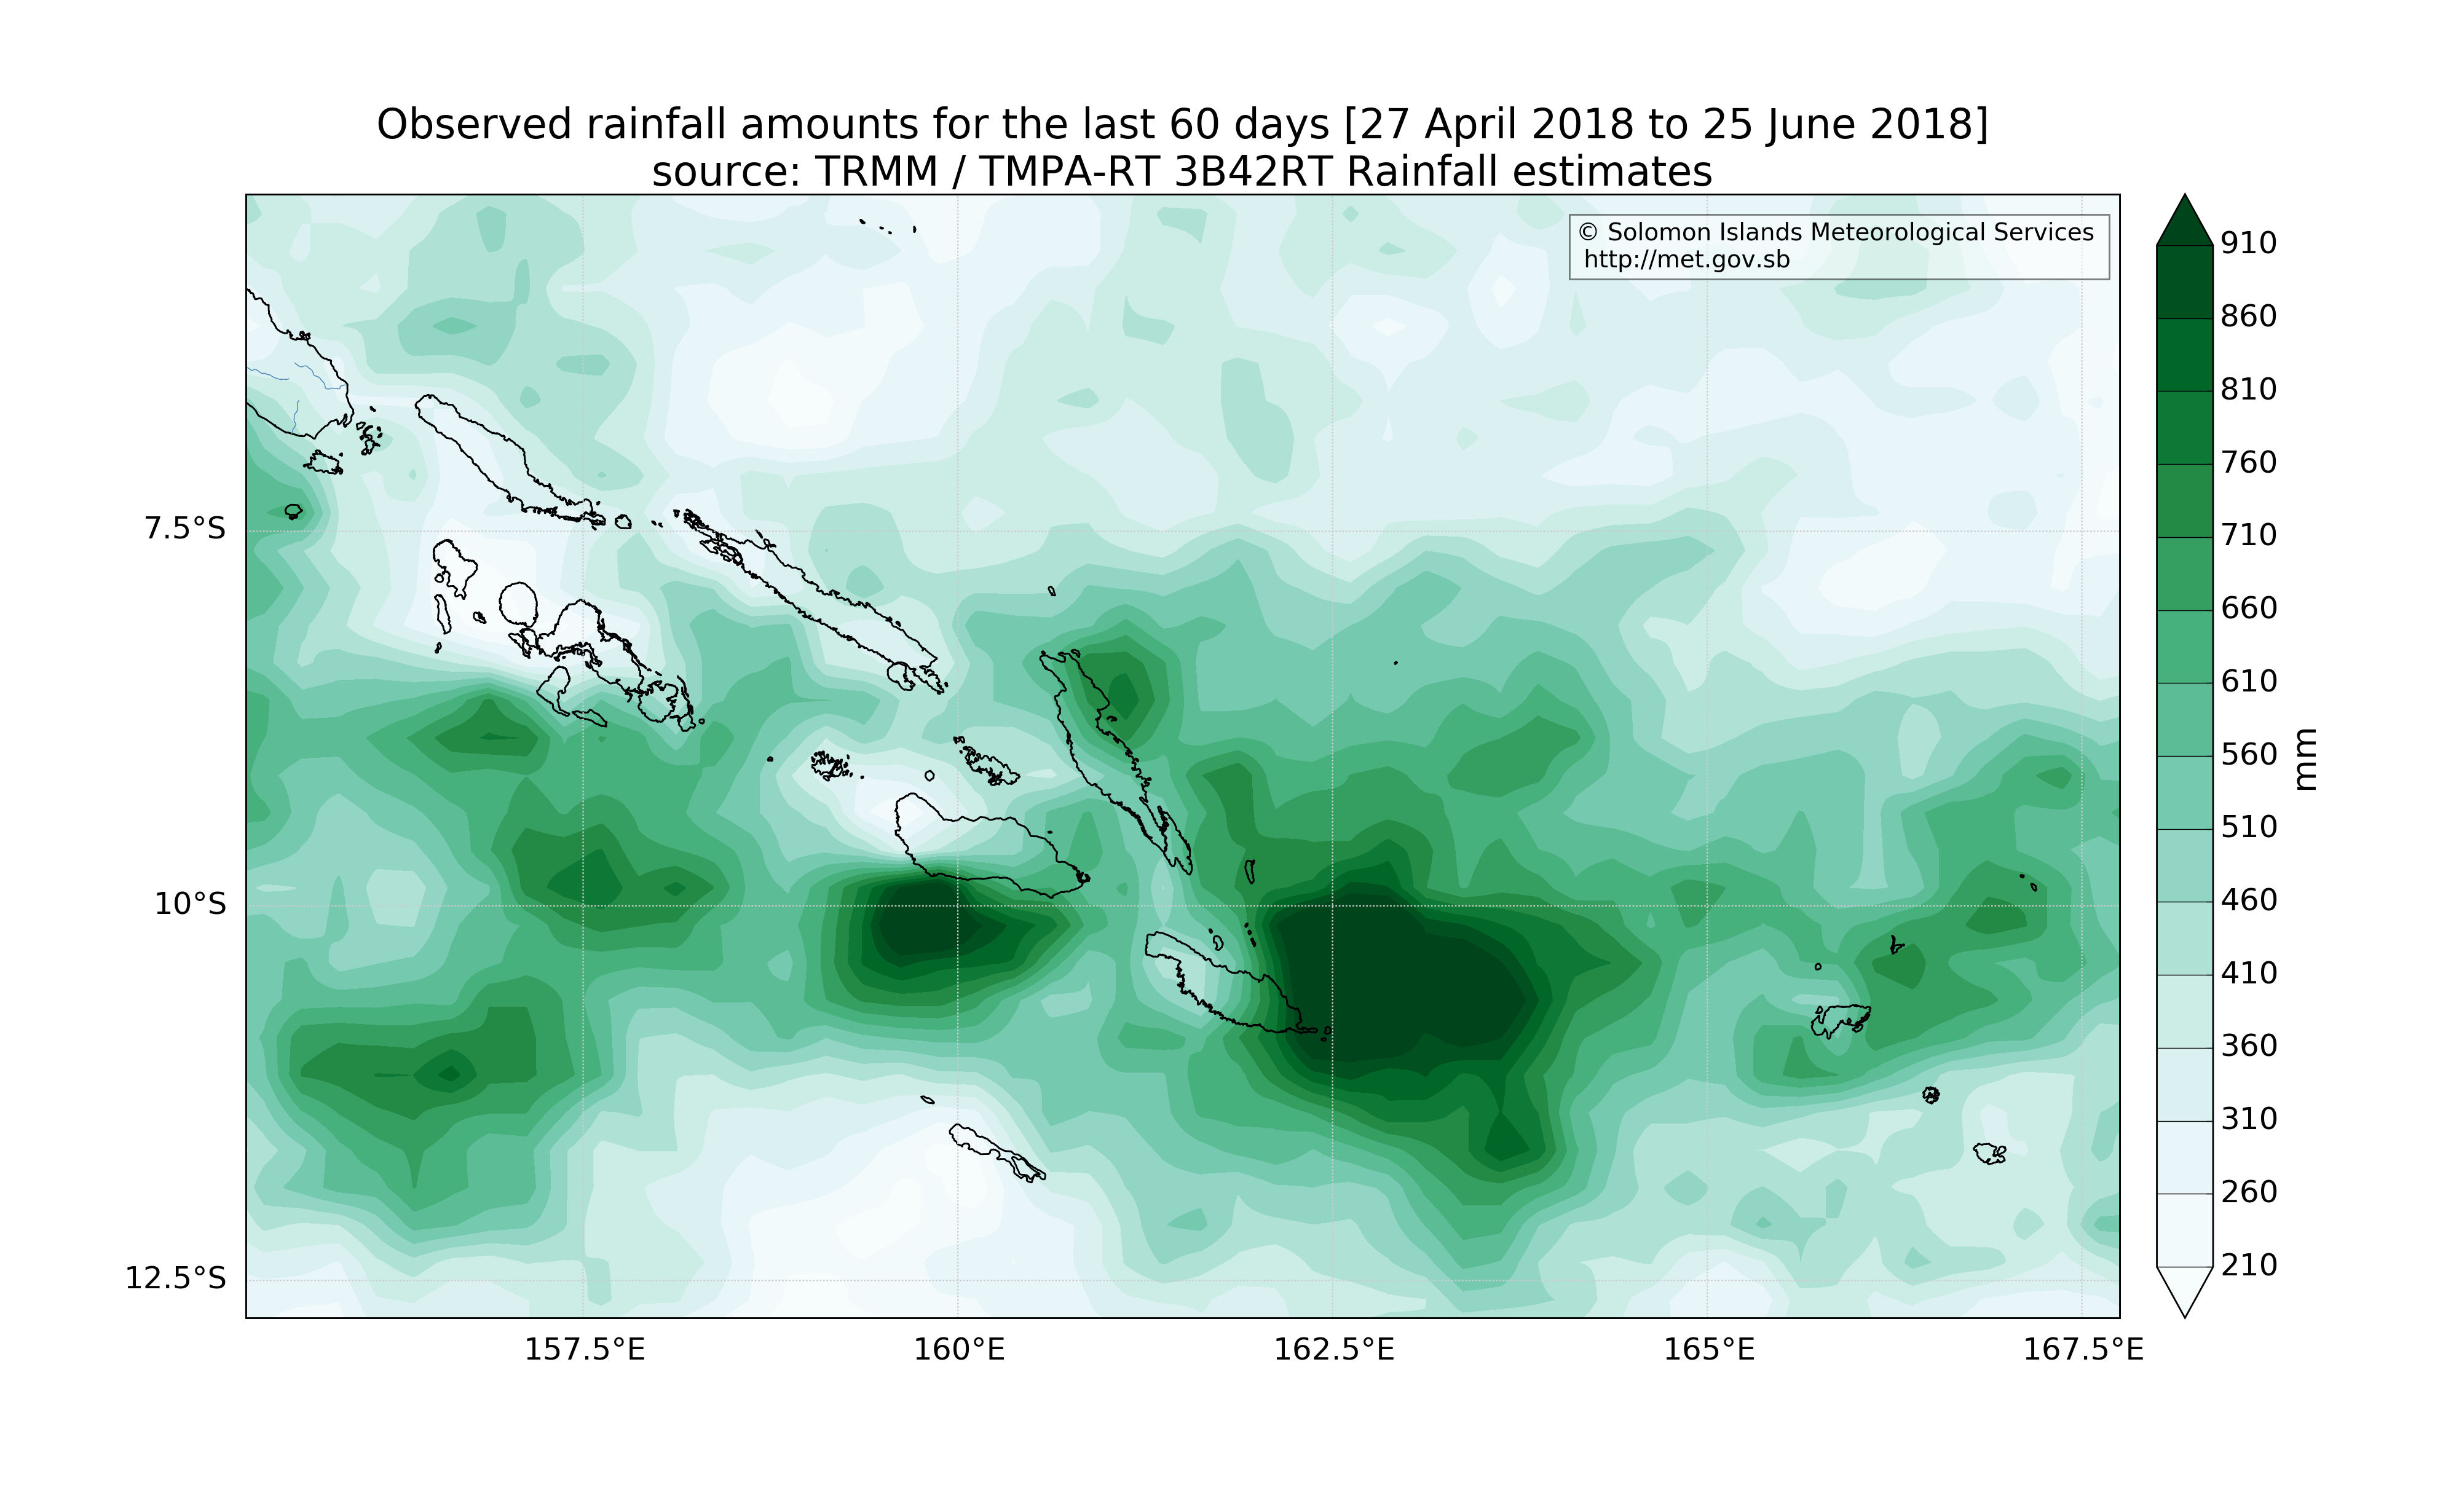 Observed rainfall amounts for the last 60 days [27 April 2018 to 25 June 2018]
source: TRMM / TMPA-RT 3B42RT Rainfall estimates
© Solomon Islands Meteorological Services
http://met.gov.sb
7.5°S
10°S
12.5°S
157.5°E
160°E
162.5°E
165°E
167.5°E
910
860
810
760
710
660
610
560
510
460
410
360
310
260
210
mm